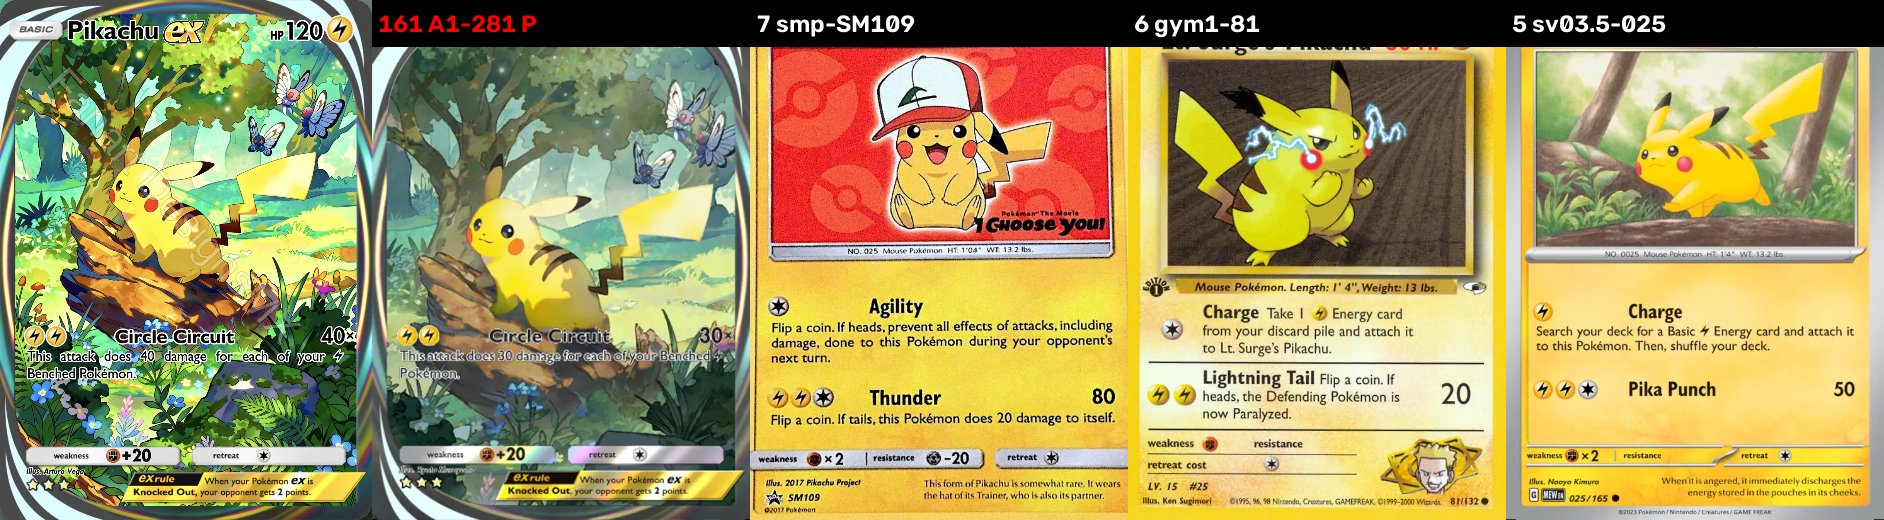 BASIC Pikachu ex HP 120
Circle Circuit 40×
This attack does 40 damage for each of your
Benched Pokémon.
weakness +20 retreat
Illus. Arturo Vega
ex rule When your Pokémon ex is
Knocked Out, your opponent gets 2 points.
161 A1-281 P
Circle Circuit 30×
This attack does 30 damage for each of your Benched
Pokémon.
weakness +20 retreat
ex rule When your Pokémon ex is
Knocked Out, your opponent gets 2 points.
7 smp-SM109
Pokémon The Movie
I Choose you!
NO. 025 Mouse Pokémon HT: 1'04" WT: 13.2 lbs.
Agility
Flip a coin. If heads, prevent all effects of attacks, including
damage, done to this Pokémon during your opponent's
next turn.
Thunder 80
Flip a coin. If tails, this Pokémon does 20 damage to itself.
weakness ×2 resistance -20 retreat
Illus. 2017 Pikachu Project
SM109
©2017 Pokémon
This form of Pikachu is somewhat rare. It wears
the hat of its Trainer, who is also its partner.
6 gym1-81
Lt. Surge's Pikachu
EDITION 1
Mouse Pokémon. Length: 1' 4", Weight: 13 lbs.
Charge Take 1 Energy card
from your discard pile and attach it
to Lt. Surge's Pikachu.
Lightning Tail Flip a coin. If
heads, the Defending Pokémon is
now Paralyzed.
20
weakness resistance
retreat cost
LV. 15 #25
Illus. Ken Sugimori ©1995, 96, 98 Nintendo, Creatures, GAMEFREAK. ©1999-2000 Wizards. 81/132
5 sv03.5-025
NO. 0025 Mouse Pokémon HT: 1'4" WT: 13.2 lbs.
Charge
Search your deck for a Basic Energy card and attach it
to this Pokémon. Then, shuffle your deck.
Pika Punch 50
weakness ×2 resistance retreat
Illus. Naoyo Kimura
G MEW EN 025/165
When it is angered, it immediately discharges the
energy stored in the pouches in its cheeks.
©2023 Pokémon / Nintendo / Creatures / GAME FREAK